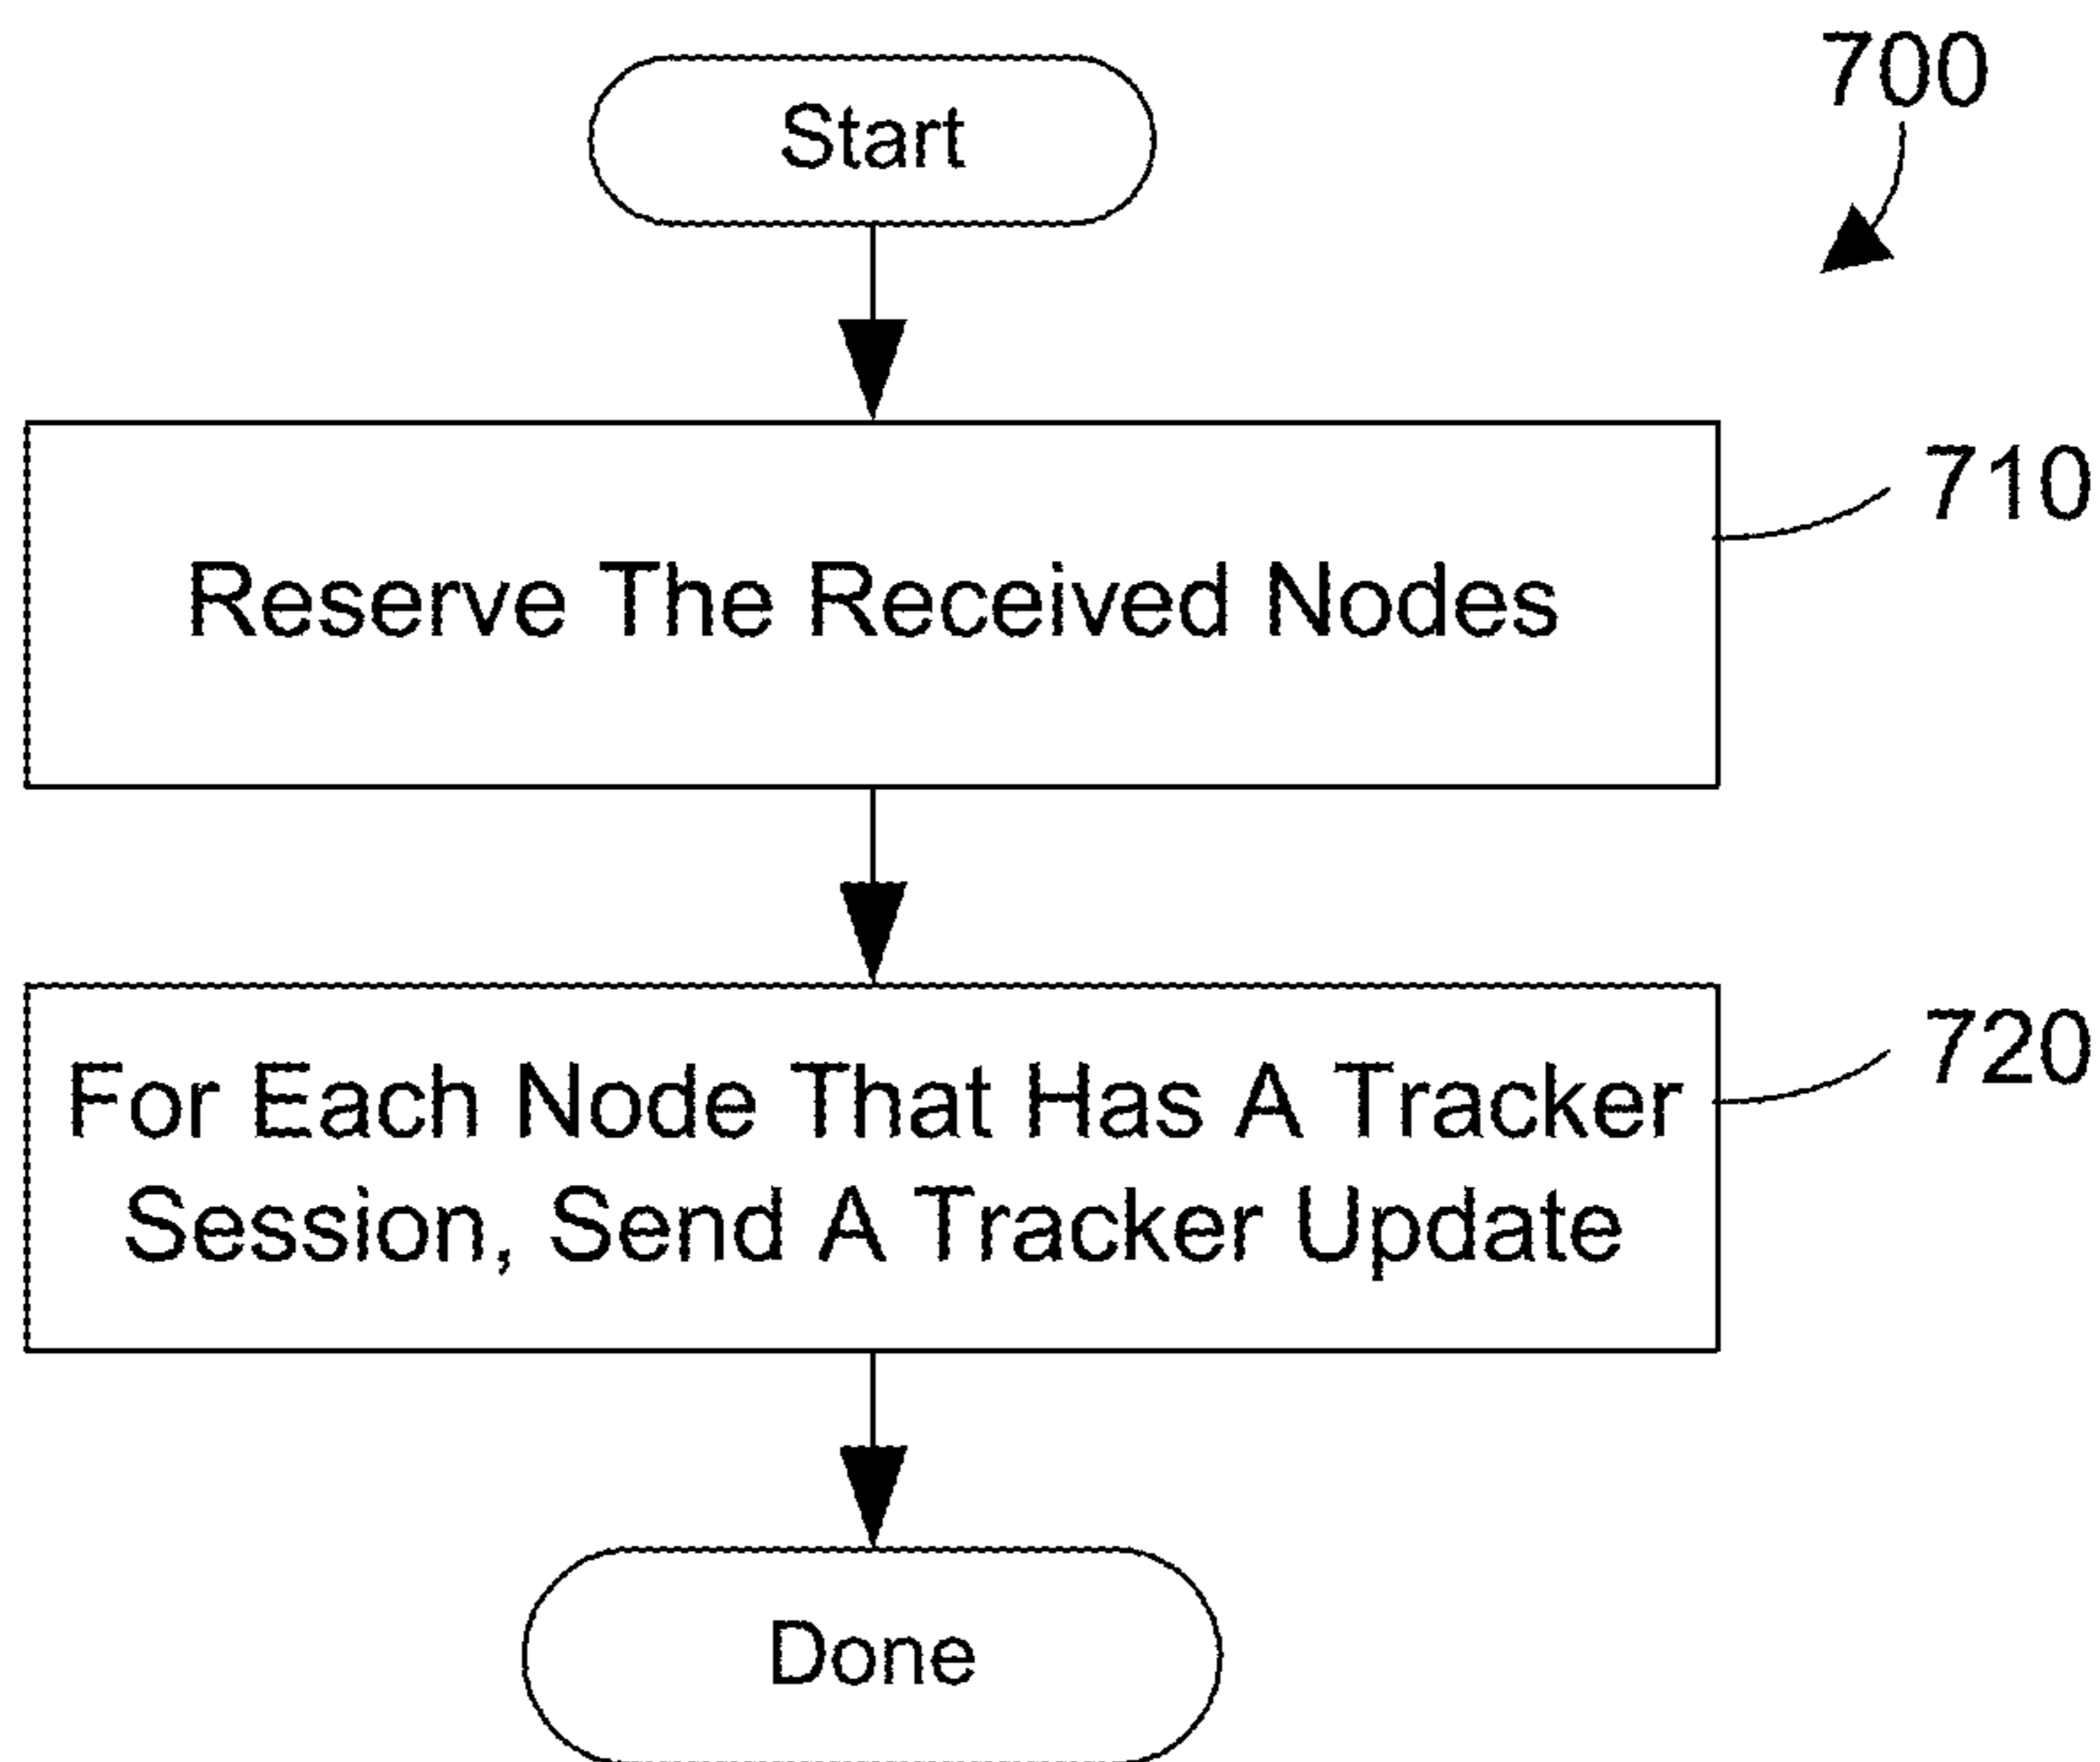 Start
700
Reserve The Received Nodes
710
For Each Node That Has A Tracker
Session, Send A Tracker Update
720
Done